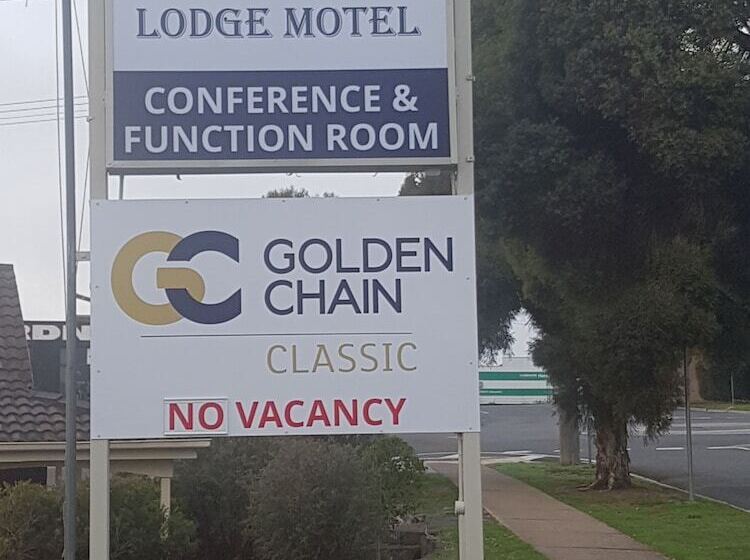 LODGE MOTEL
CONFERENCE &
FUNCTION ROOM
GC
GOLDEN
CHAIN
CLASSIC
NO VACANCY